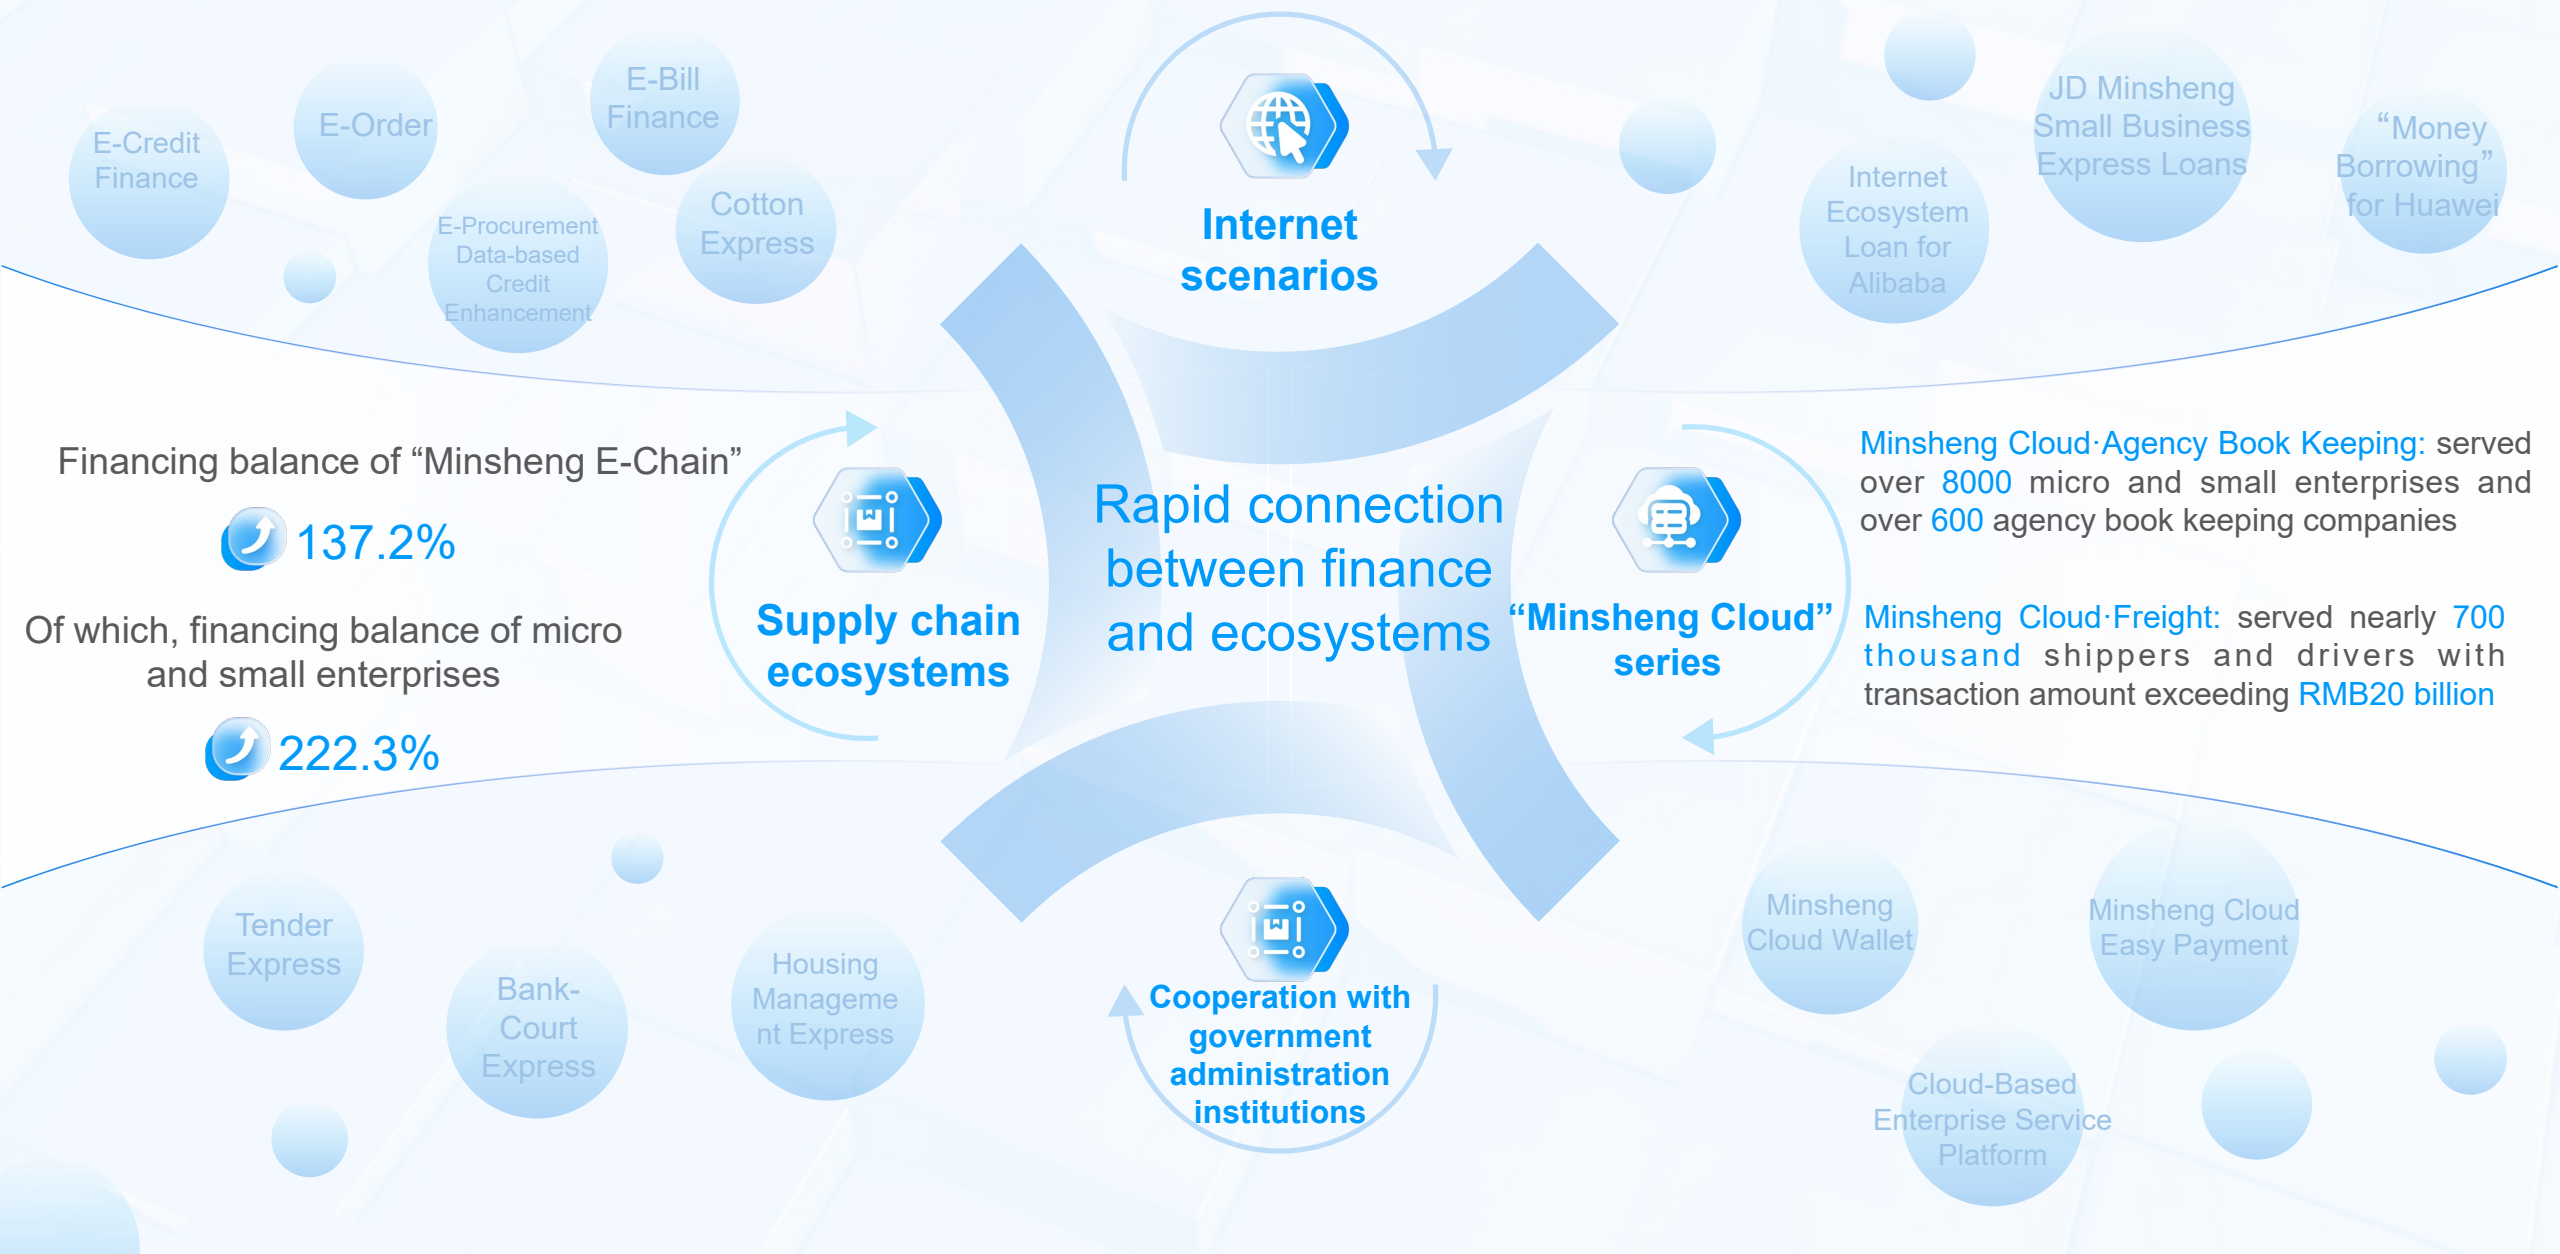 E-Credit
Finance
E-Order
E-Bill
Finance
E-Procurement
Data-based
Credit
Enhancement
Cotton
Express
Internet
scenarios
Internet
Ecosystem
Loan for
Alibaba
JD Minsheng
Small Business
Express Loans
“Money
Borrowing”
for Huawei
Financing balance of “Minsheng E-Chain”
137.2%
Of which, financing balance of micro
and small enterprises
222.3%
Supply chain
ecosystems
Rapid connection
between finance
and ecosystems
“Minsheng Cloud”
series
Minsheng Cloud·Agency Book Keeping: served
over 8000 micro and small enterprises and
over 600 agency book keeping companies
Minsheng Cloud·Freight: served nearly 700
thousand shippers and drivers with
transaction amount exceeding RMB20 billion
Tender
Express
Bank-
Court
Express
Housing
Manageme
nt Express
Cooperation with
government
administration
institutions
Minsheng
Cloud Wallet
Minsheng Cloud
Easy Payment
Cloud-Based
Enterprise Service
Platform